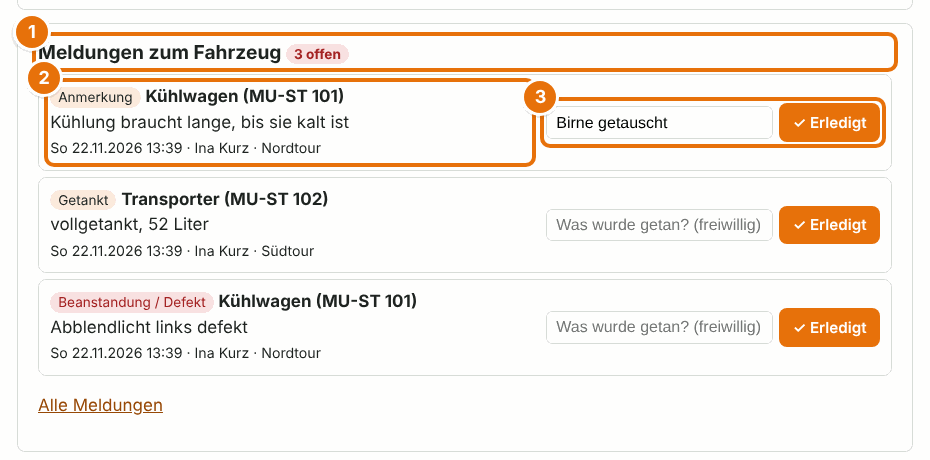 1
Meldungen zum Fahrzeug 3 offen
2
Anmerkung Kühlwagen (MU-ST 101)
Kühlung braucht lange, bis sie kalt ist
So 22.11.2026 13:39 · Ina Kurz · Nordtour
3
Birne getauscht ✓ Erledigt
Getankt Transporter (MU-ST 102)
vollgetankt, 52 Liter
So 22.11.2026 13:39 · Ina Kurz · Südtour
Was wurde getan? (freiwillig) ✓ Erledigt
Beanstandung / Defekt Kühlwagen (MU-ST 101)
Abblendlicht links defekt
So 22.11.2026 13:39 · Ina Kurz · Nordtour
Was wurde getan? (freiwillig) ✓ Erledigt
Alle Meldungen